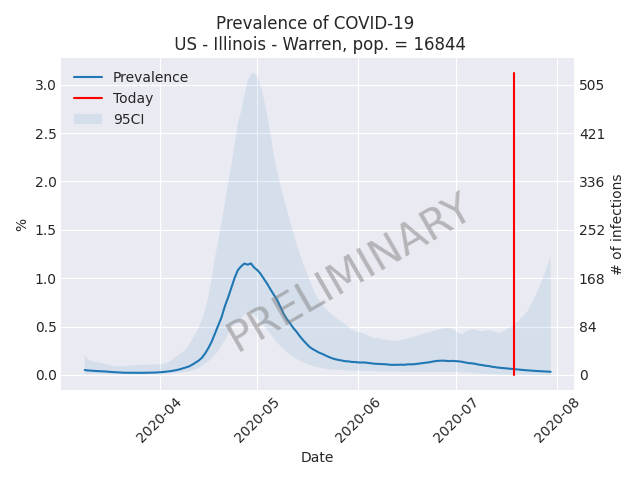 Prevalence of COVID-19
US - Illinois - Warren, pop. = 16844
Prevalence
Today
95CI
3.0
2.5
2.0
1.5
1.0
0.5
0.0
%
505
421
336
252
168
84
0
# of infections
PRELIMINARY
2020-04
2020-05
2020-06
2020-07
2020-08
Date